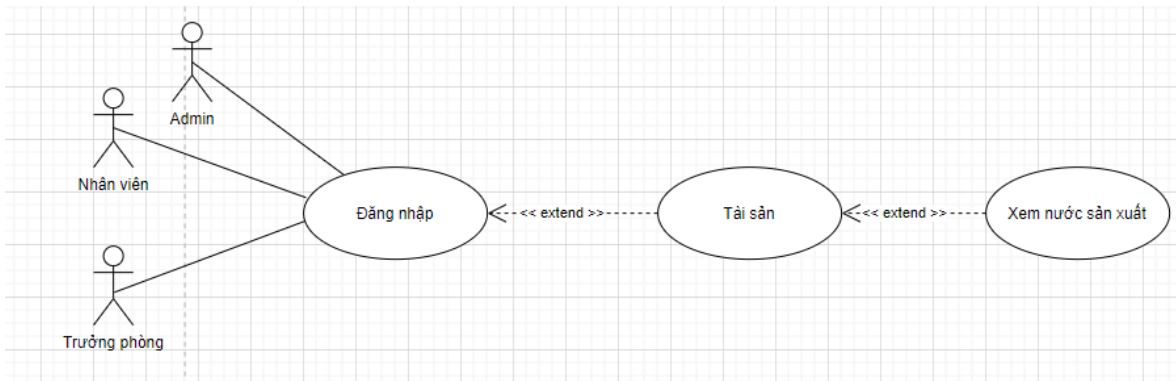 Admin
Nhân viên
Đăng nhập
<< extend >>
Tài sản
<< extend >>
Xem nước sản xuất
Trưởng phòng